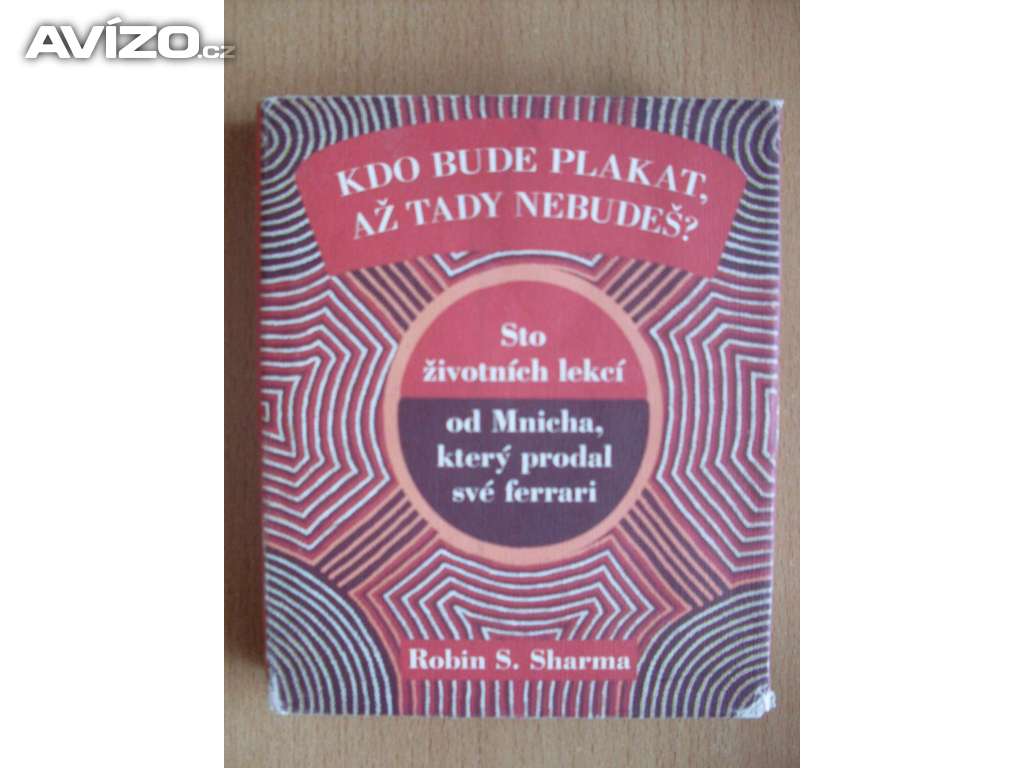 AVÍZO.cz
KDO BUDE PLAKAT,
AŽ TADY NEBUDEŠ?
Sto
životních lekcí
od Mnicha,
který prodal
své ferrari
Robin S. Sharma